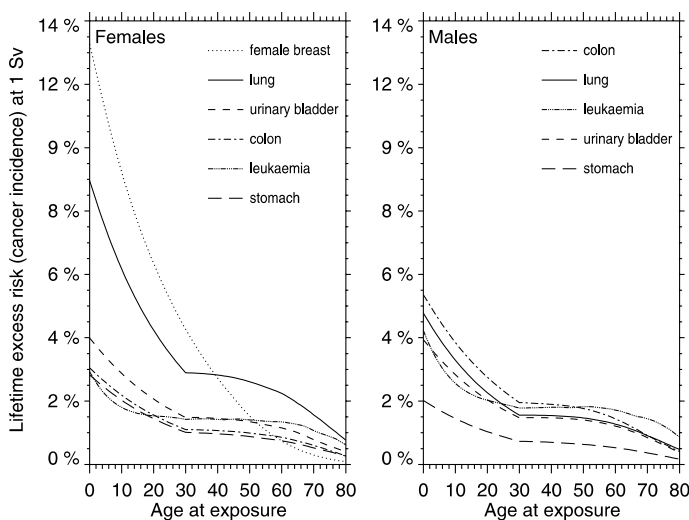 Lifetime excess risk (cancer incidence) at 1 Sv
14 %
12 %
9 %
8 %
6 %
4 %
2 %
0 %
Females
female breast
lung
urinary bladder
colon
leukaemia
stomach
0 10 20 30 40 50 60 70 80
Age at exposure
14 %
12 %
9 %
8 %
6 %
4 %
2 %
0 %
Males
colon
lung
leukaemia
urinary bladder
stomach
0 10 20 30 40 50 60 70 80
Age at exposure